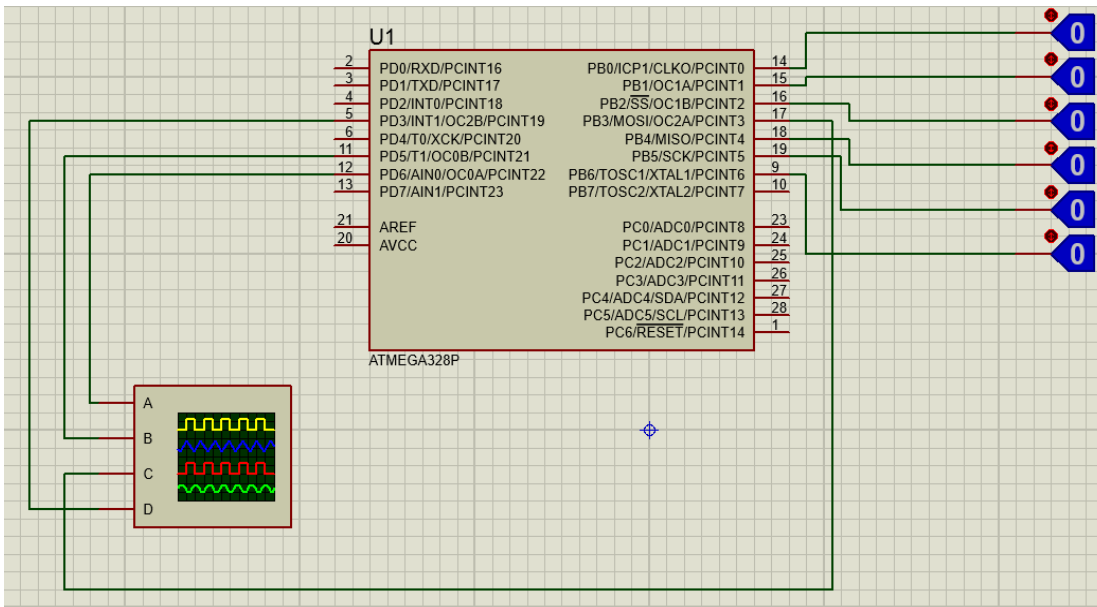 U1
2 PD0/RXD/PCINT16
3 PD1/TXD/PCINT17
4 PD2/INT0/PCINT18
5 PD3/INT1/OC2B/PCINT19
6 PD4/T0/XCK/PCINT20
11 PD5/T1/OC0B/PCINT21
12 PD6/AIN0/OC0A/PCINT22
13 PD7/AIN1/PCINT23
21 AREF
20 AVCC
PB0/ICP1/CLKO/PCINT0 14
PB1/OC1A/PCINT1 15
PB2/SS/OC1B/PCINT2 16
PB3/MOSI/OC2A/PCINT3 17
PB4/MISO/PCINT4 18
PB5/SCK/PCINT5 19
PB6/TOSC1/XTAL1/PCINT6 9
PB7/TOSC2/XTAL2/PCINT7 10
PC0/ADC0/PCINT8 23
PC1/ADC1/PCINT9 24
PC2/ADC2/PCINT10 25
PC3/ADC3/PCINT11 26
PC4/ADC4/SDA/PCINT12 27
PC5/ADC5/SCL/PCINT13 28
PC6/RESET/PCINT14 1
ATMEGA328P
0
0
0
0
0
0
A
B
C
D